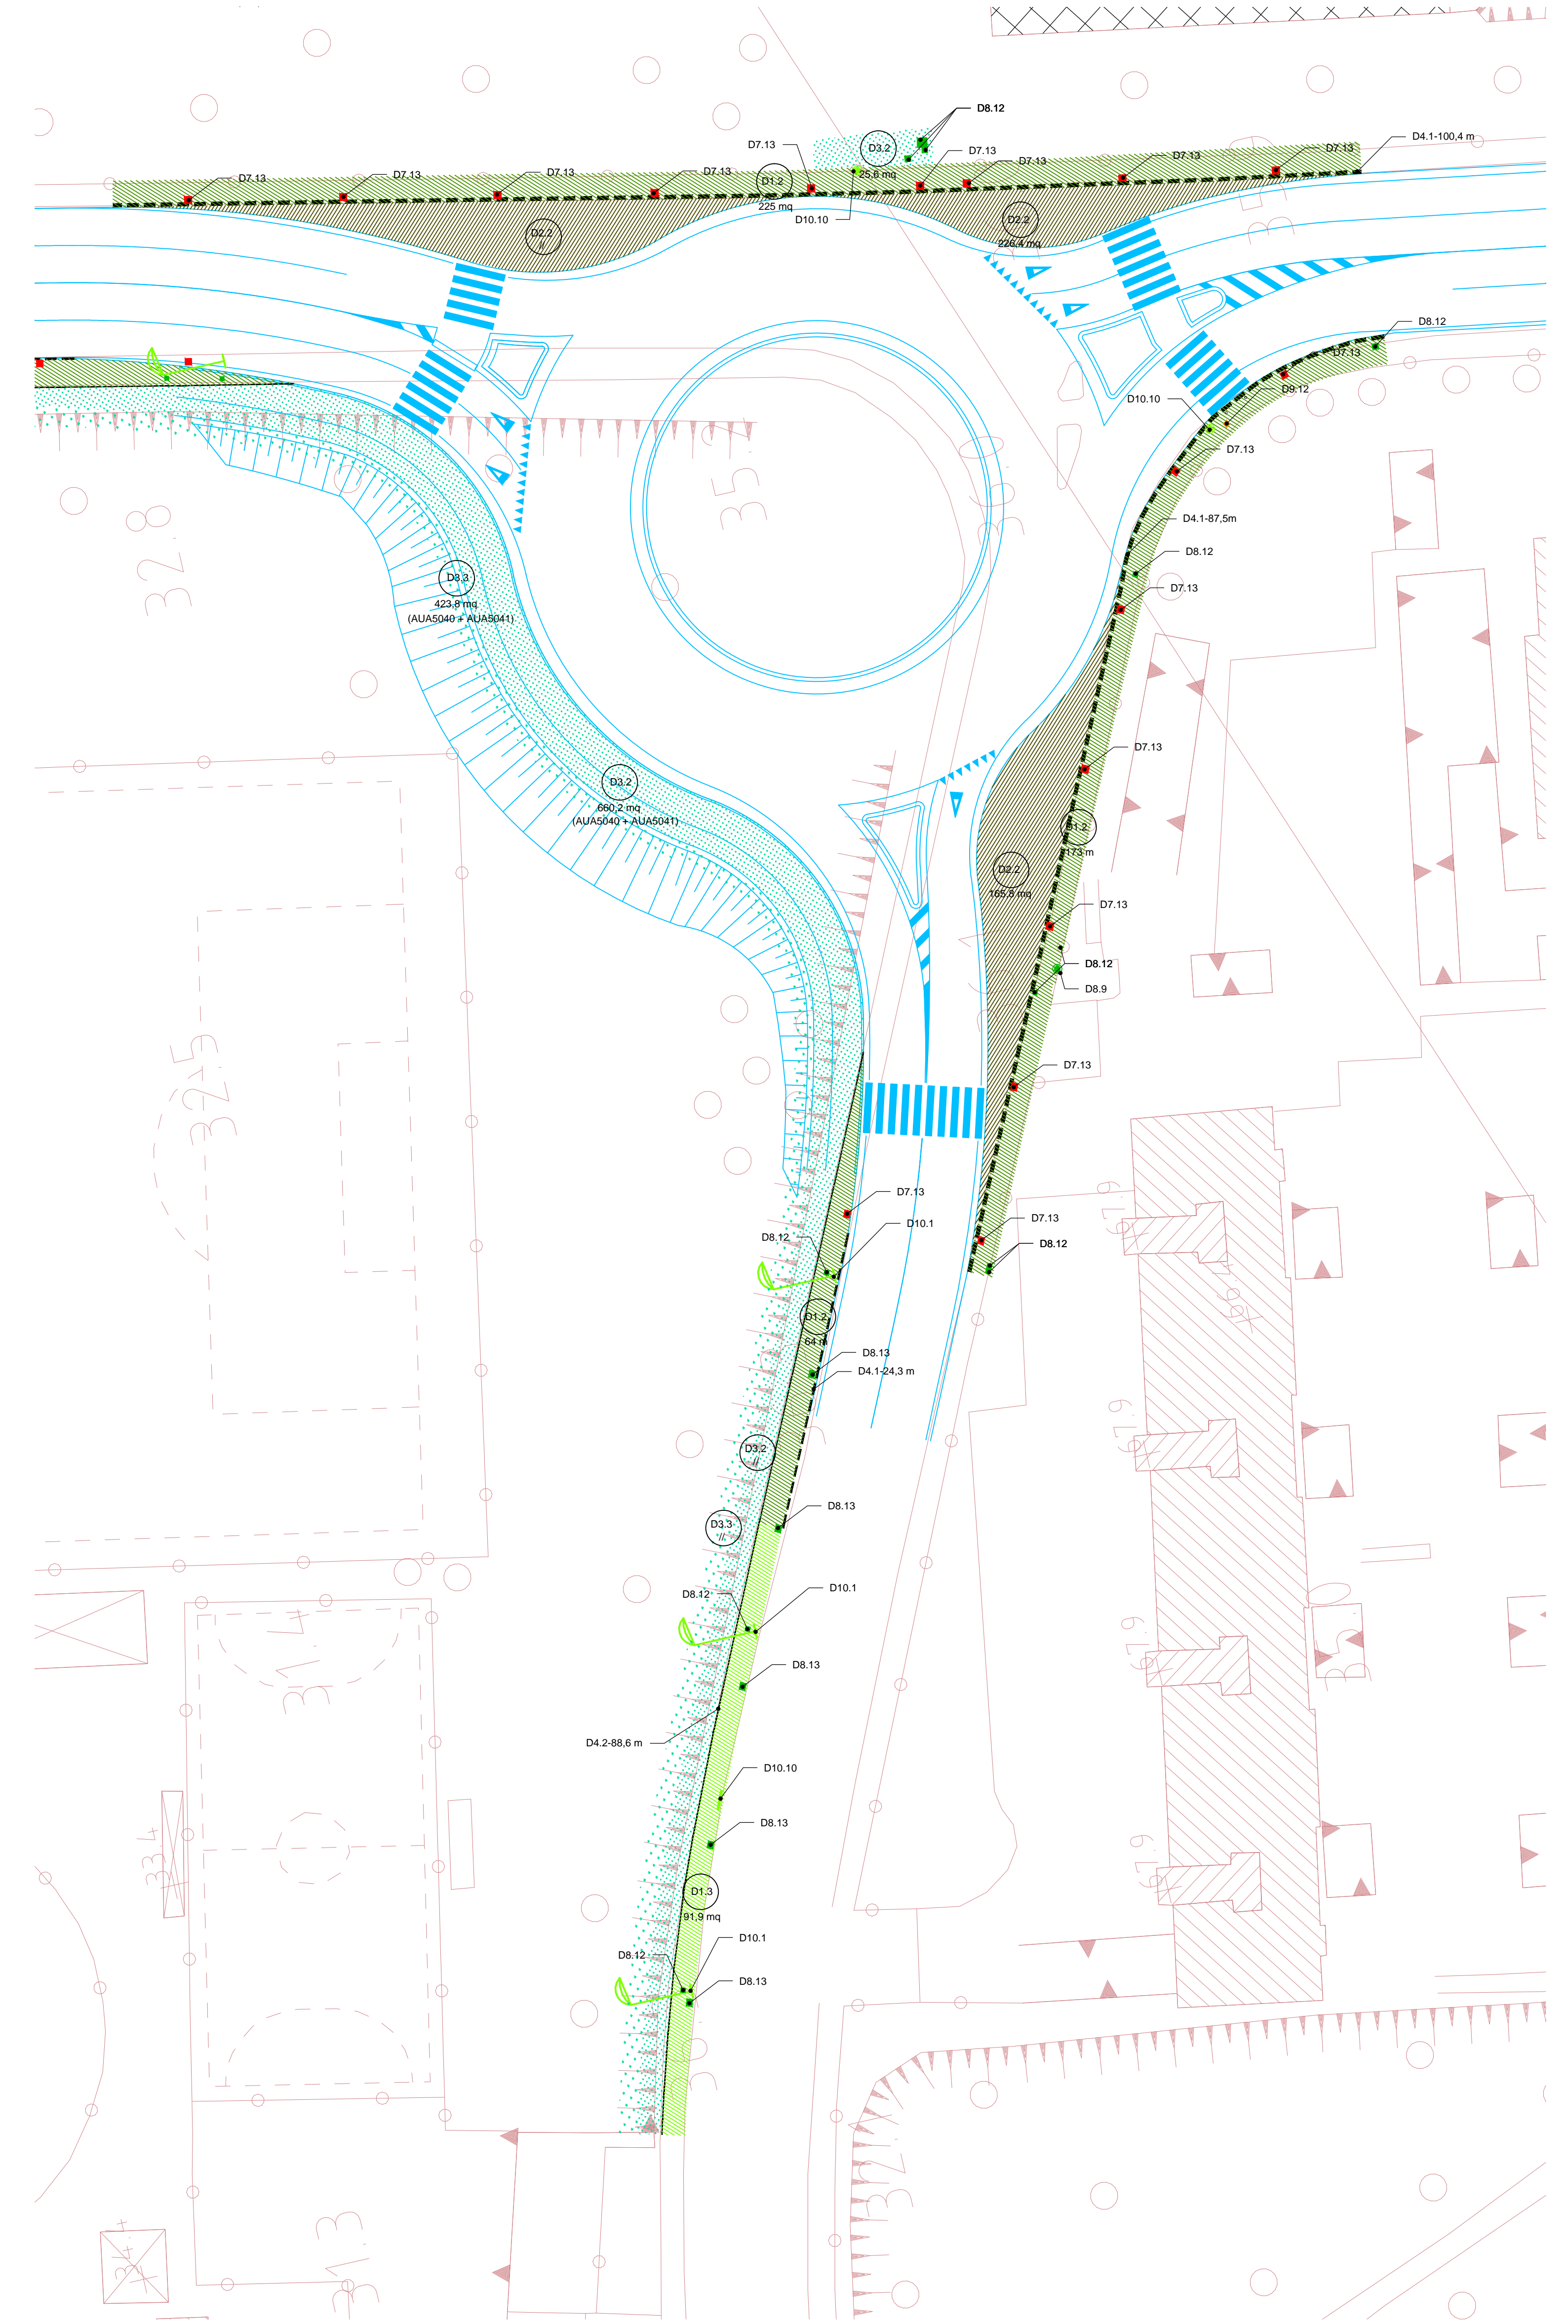 D8.12
D4.1-100,4 m
D7.13
D3.2
D7.13
D7.13
D7.13
D7.13
25,6 mq
D7.13
D7.13
D7.13
D7.13
D1.2
225 mq
D10.10
D2.2
226,4 mq
D2.2
//
D8.12
D7.13
D9.12
D10.10
D7.13
35.2
D4.1-87,5m
32.8
D8.12
D3.3
423,8 mq
(AUA5040 + AUA5041)
D7.13
D7.13
D3.2
660,2 mq
(AUA5040 + AUA5041)
D1.2
173 m
D2.2
165,8 mq
D7.13
D8.12
D8.9
32.5
D7.13
D7.13
D10.1
D7.13
D8.12
D8.12
D1.2
64 m
D8.13
D4.1-24,3 m
D3.2
//
D8.13
D3.3
//
D10.1
D8.12
D8.13
D4.2-88,6 m
D10.10
D8.13
D1.3
91,9 mq
D10.1
D8.12
D8.13